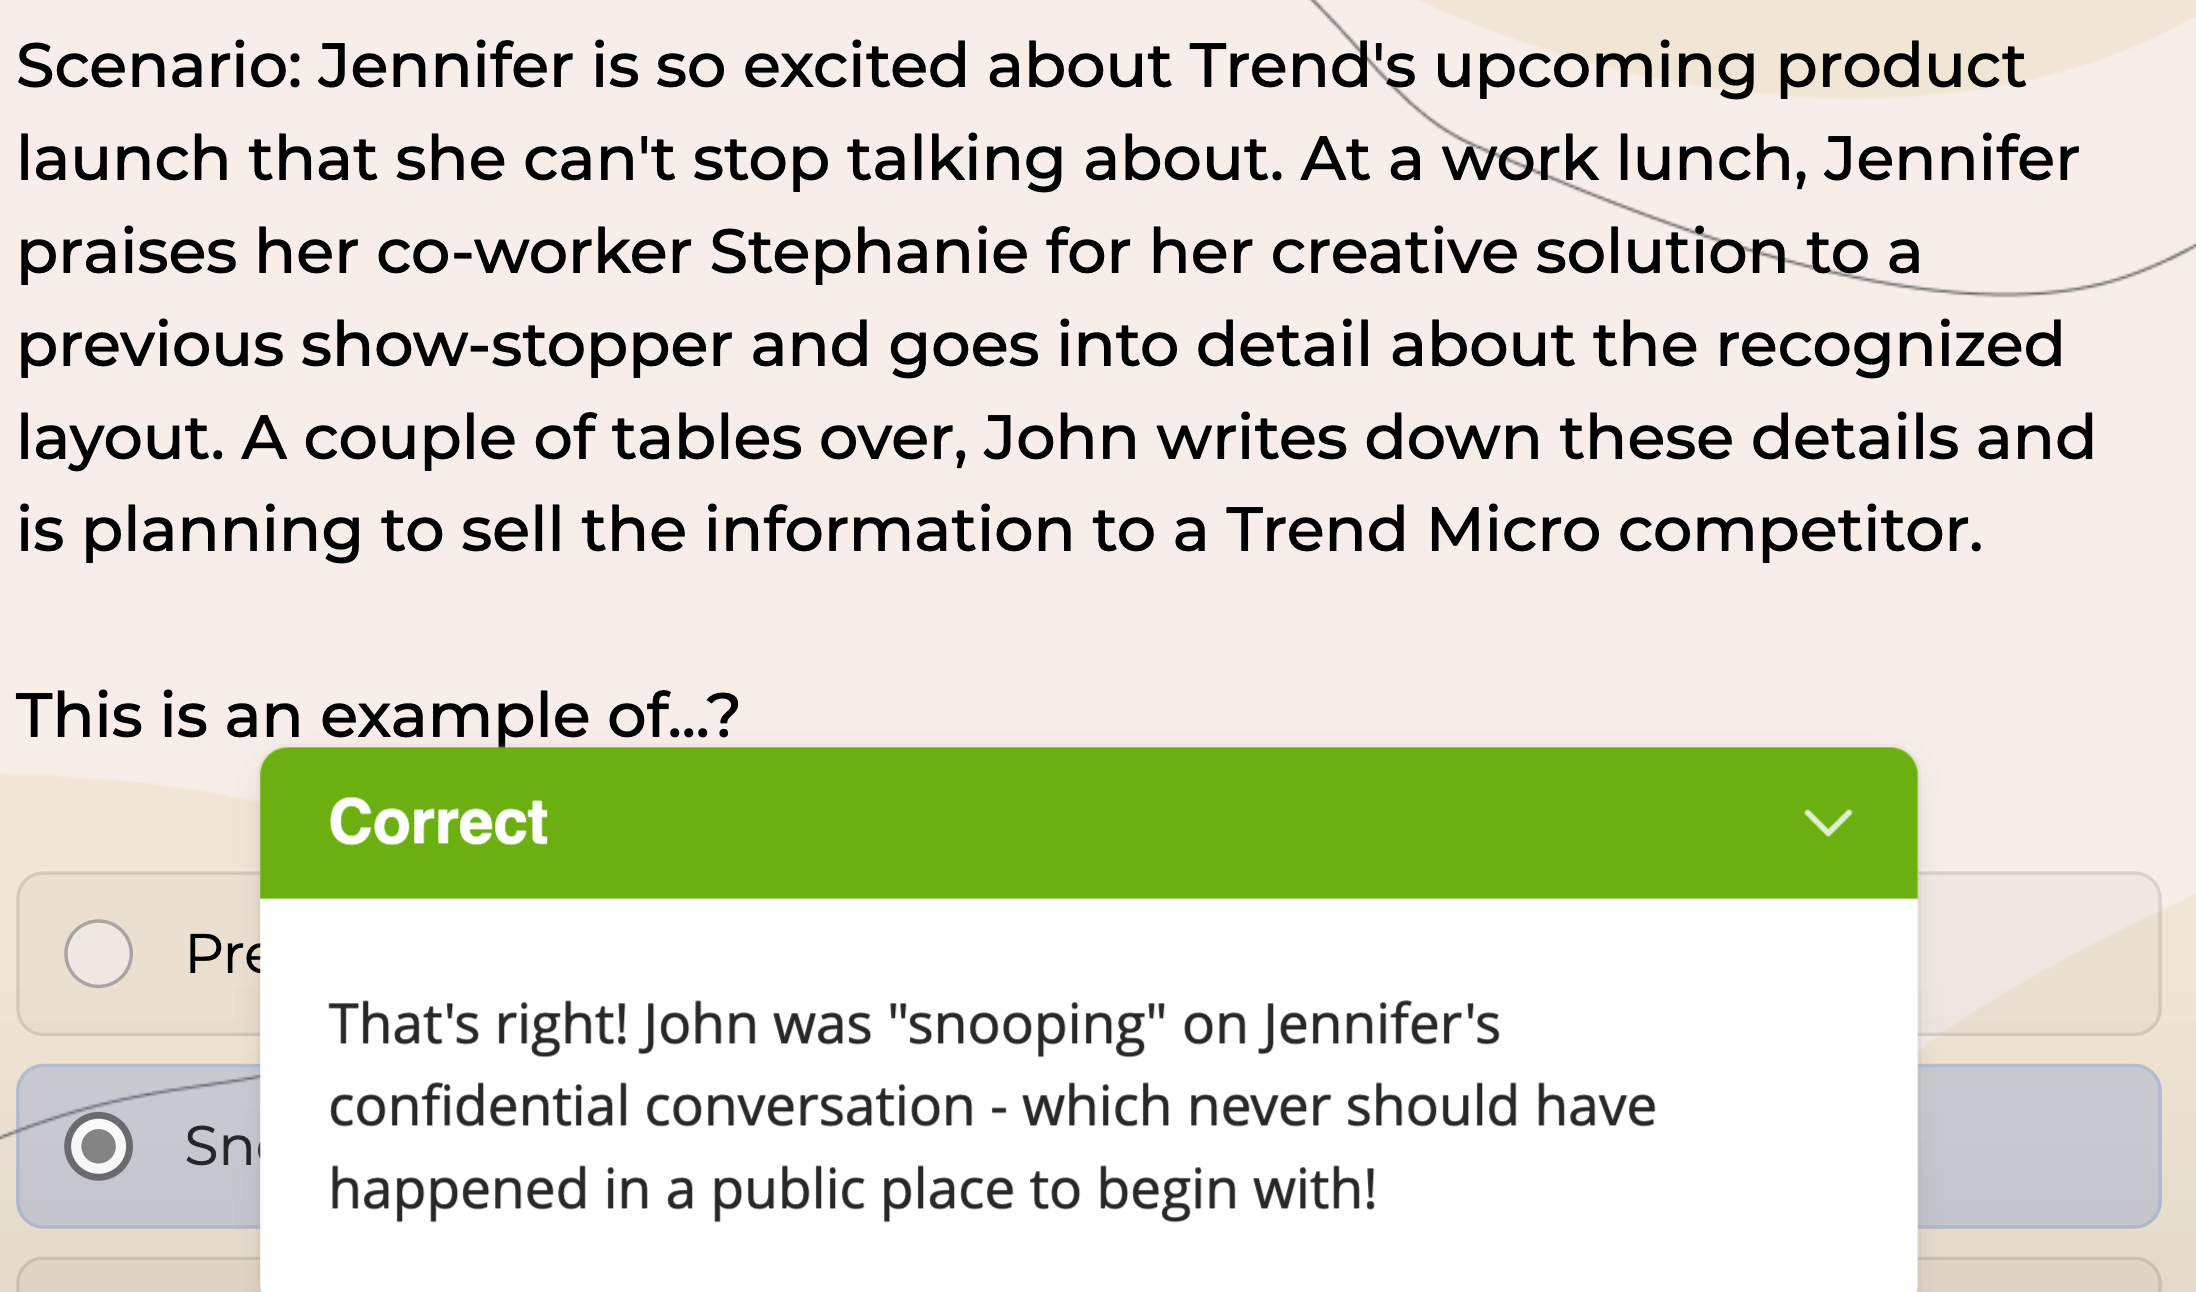 Scenario: Jennifer is so excited about Trend's upcoming product
launch that she can't stop talking about. At a work lunch, Jennifer
praises her co-worker Stephanie for her creative solution to a
previous show-stopper and goes into detail about the recognized
layout. A couple of tables over, John writes down these details and
is planning to sell the information to a Trend Micro competitor.
This is an example of...?
Correct
That's right! John was "snooping" on Jennifer's
confidential conversation - which never should have
happened in a public place to begin with!